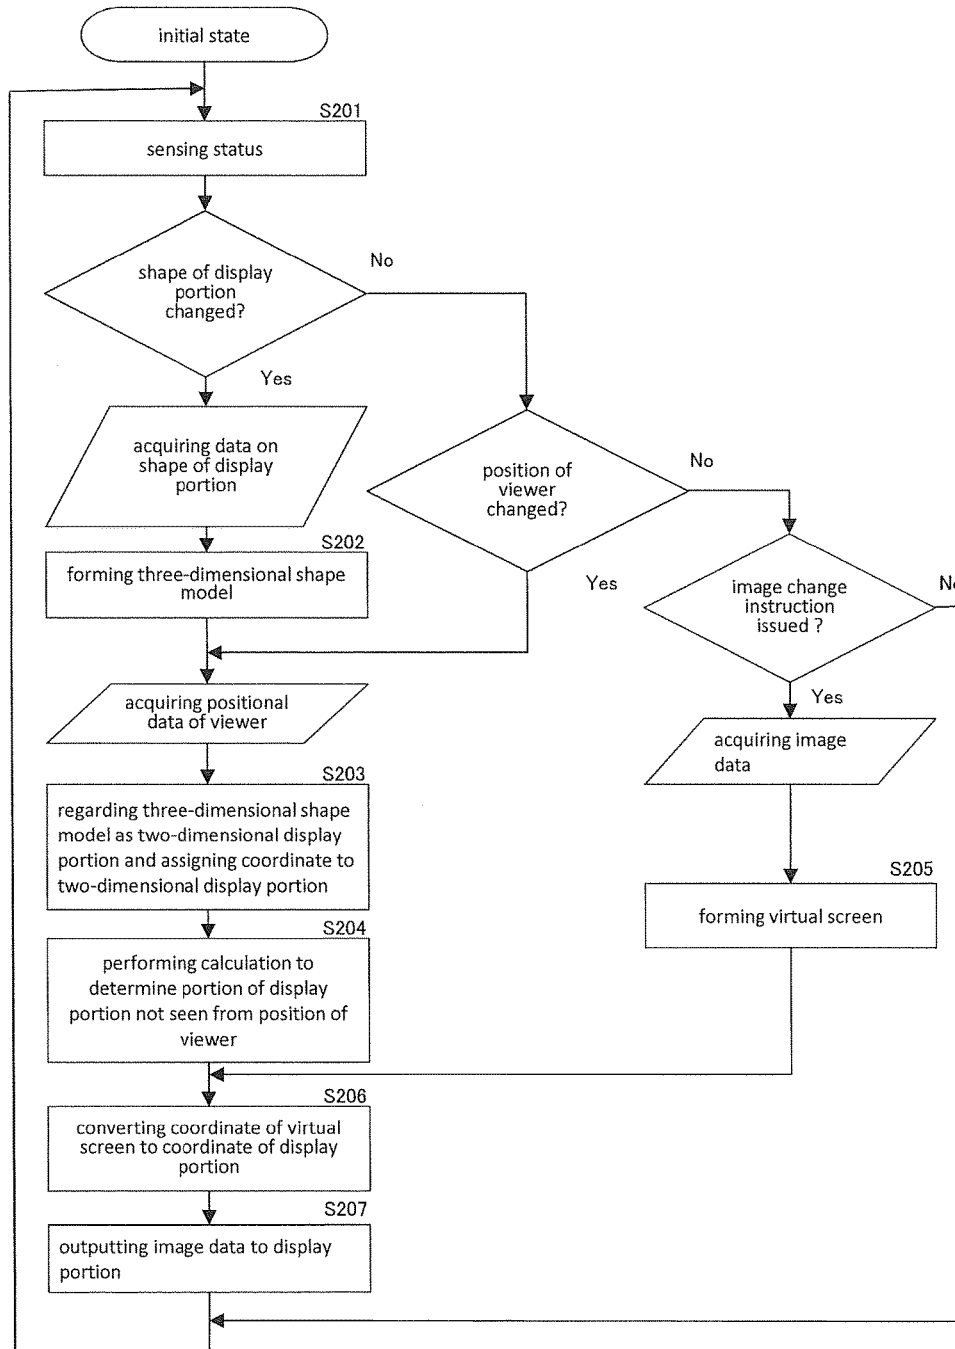 initial state
S201
sensing status
shape of display
portion
changed?
No
Yes
acquiring data on
shape of display
portion
position of
viewer
changed?
No
S202
forming three-dimensional shape
model
Yes
image change
instruction
issued ?
No
acquiring positional
data of viewer
Yes
acquiring image
data
S203
regarding three-dimensional shape
model as two-dimensional display
portion and assigning coordinate to
two-dimensional display portion
S205
forming virtual screen
S204
performing calculation to
determine portion of display
portion not seen from position of
viewer
S206
converting coordinate of virtual
screen to coordinate of display
portion
S207
outputting image data to display
portion